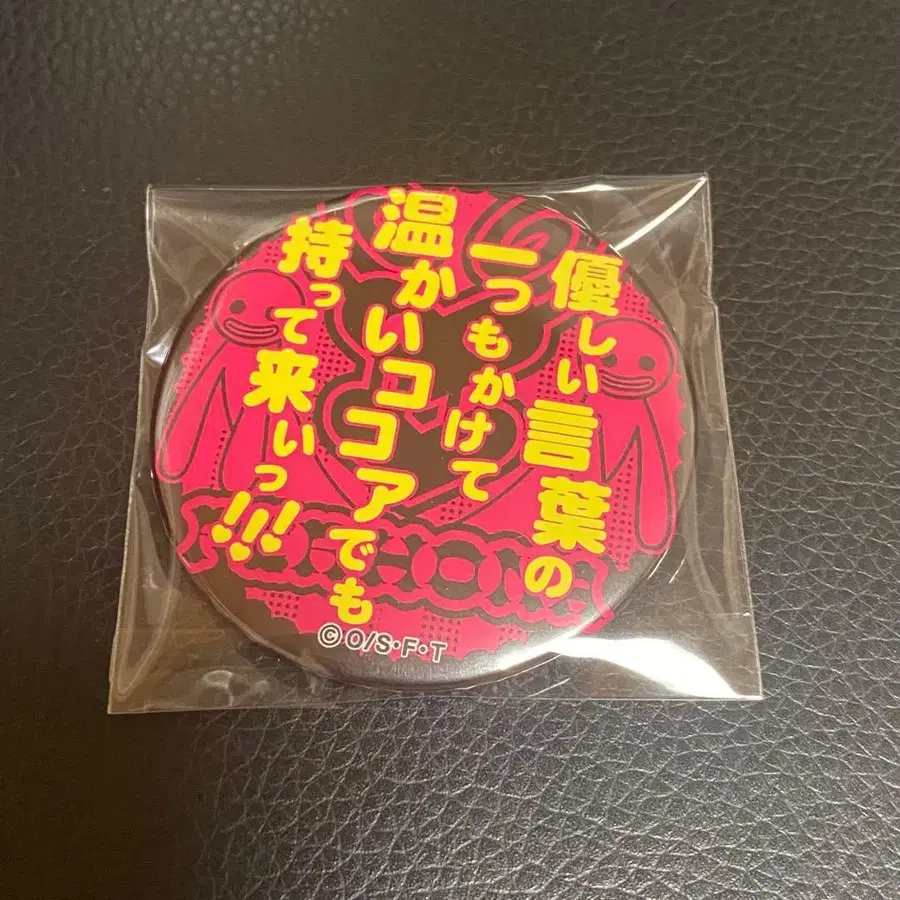 優しい言葉の
一つもかけて
温かいココアでも
持って来いっ!!!
©O/S・F・T